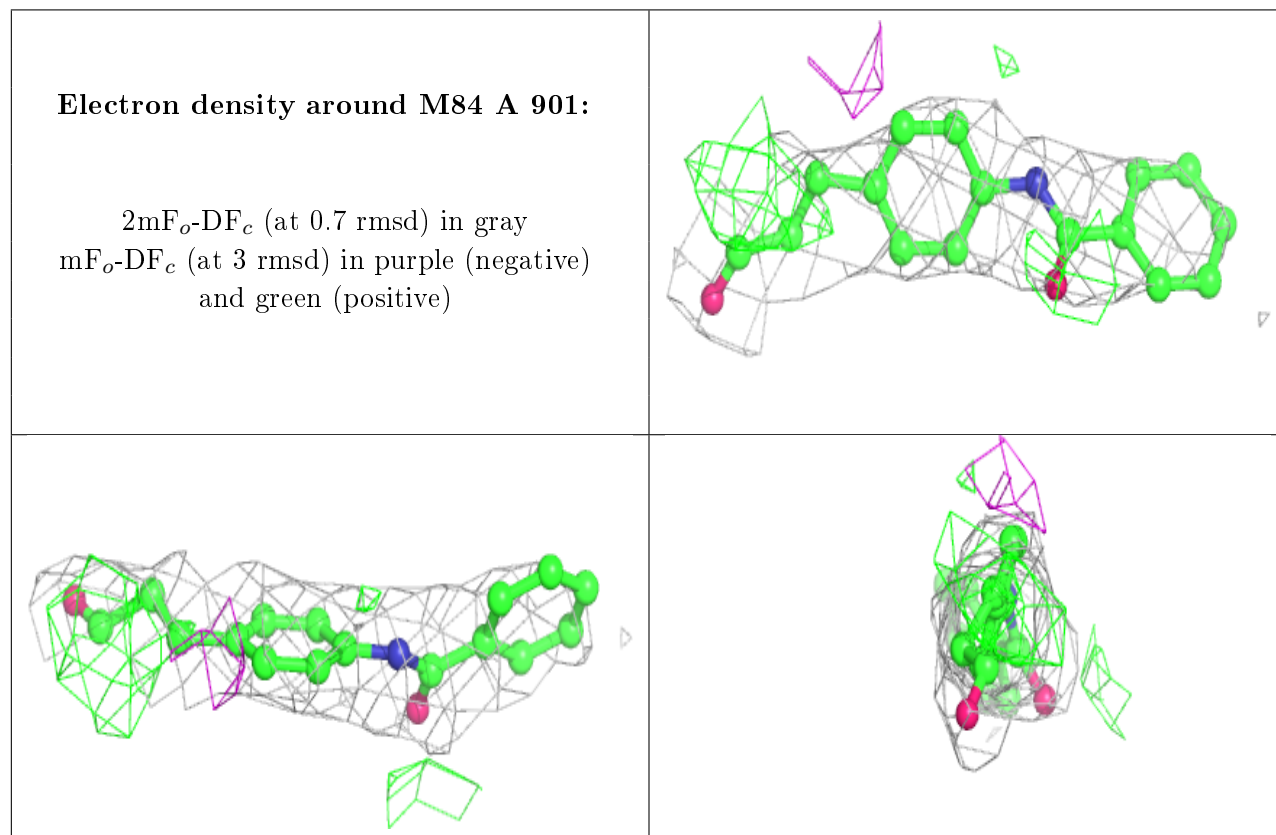 Electron density around M84 A 901:
2mFo-DFc (at 0.7 rmsd) in gray
mFo-DFc (at 3 rmsd) in purple (negative)
and green (positive)